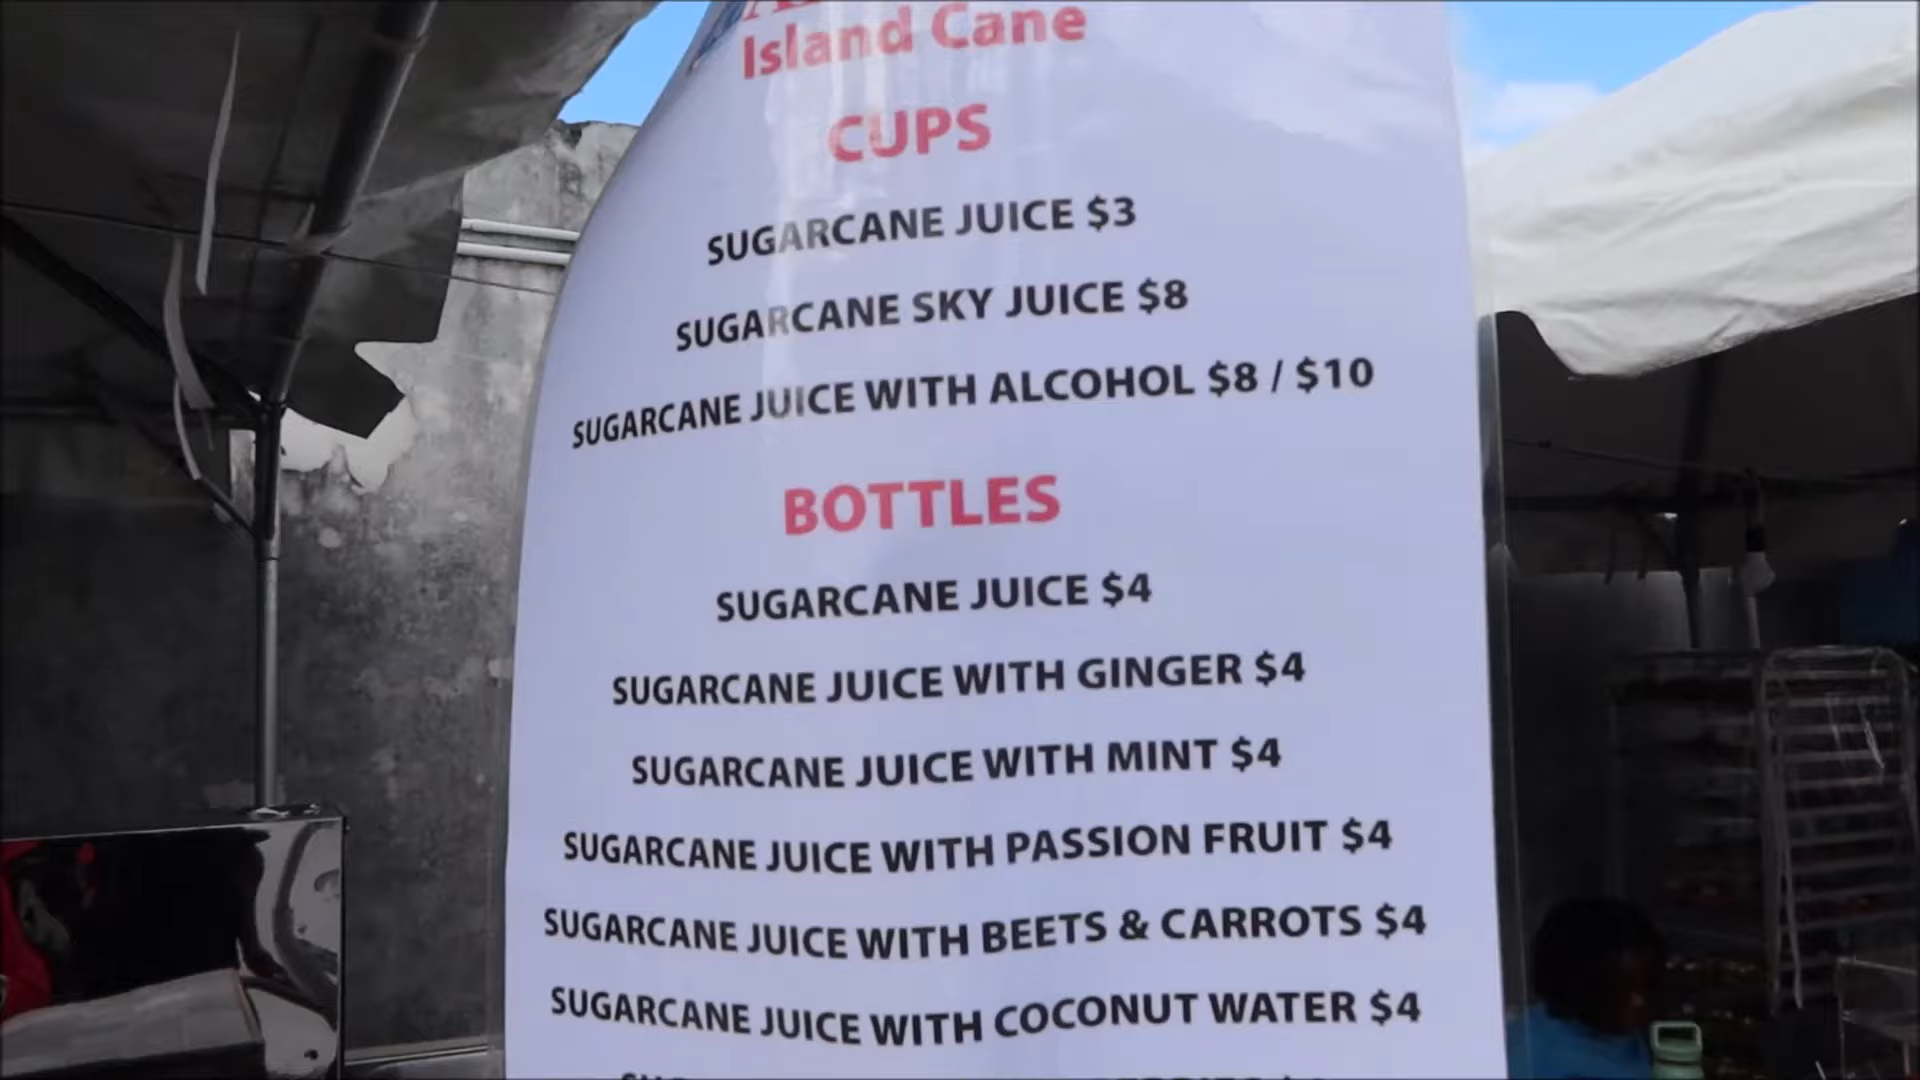 Island Cane
CUPS
SUGARCANE JUICE $3
SUGARCANE SKY JUICE $8
SUGARCANE JUICE WITH ALCOHOL $8 / $10
BOTTLES
SUGARCANE JUICE $4
SUGARCANE JUICE WITH GINGER $4
SUGARCANE JUICE WITH MINT $4
SUGARCANE JUICE WITH PASSION FRUIT $4
SUGARCANE JUICE WITH BEETS & CARROTS $4
SUGARCANE JUICE WITH COCONUT WATER $4